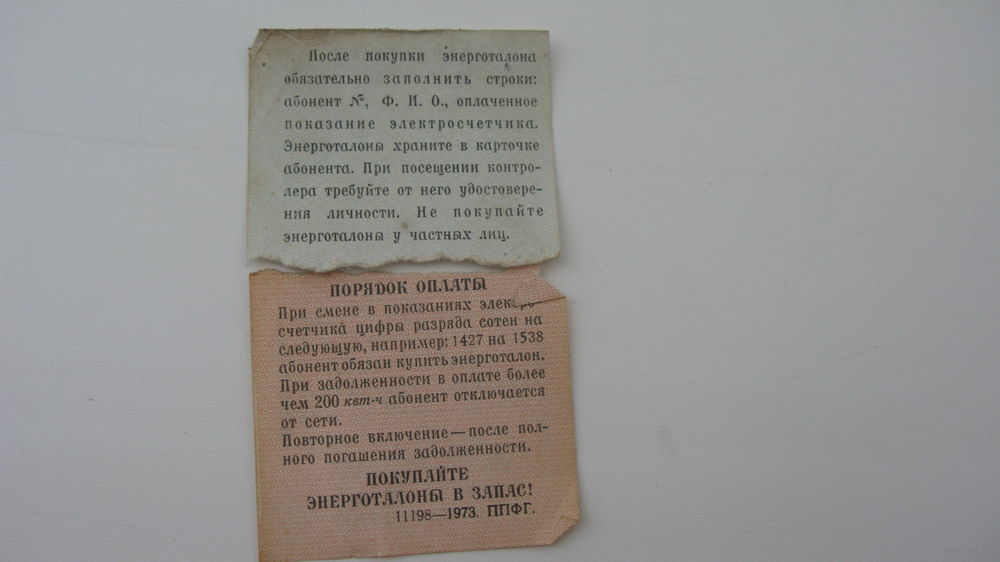 После покупки энерготалона
обязательно заполнить строки:
абонент №, Ф. И. О., оплаченное
показание электросчетчика.
Энерготалоны храните в карточке
абонента. При посещении контро-
лера требуйте от него удостовере-
ния личности. Не покупайте
энерготалоны у частных лиц.
ПОРЯДОК ОПЛАТЫ
При смене в показаниях электро-
счетчика цифры разряда сотен на
следующую, например: 1427 на 1538
абонент обязан купить энерготалон.
При задолженности в оплате более
чем 200 квт-ч абонент отключается
от сети.
Повторное включение — после пол-
ного погашения задолженности.
ПОКУПАЙТЕ
ЭНЕРГОТАЛОНЫ В ЗАПАС!
11198—1973. ППФГ.